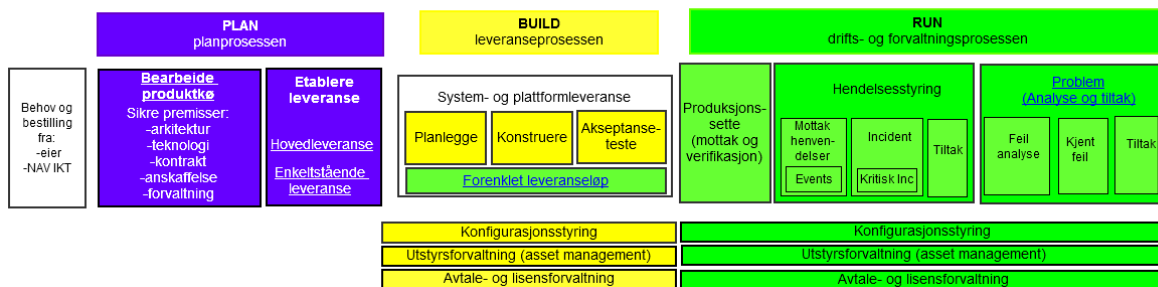 PLAN
planprosessen
BUILD
leveranseprosessen
RUN
drifts- og forvaltningsprosessen
Behov og
bestilling
fra:
-eier
-NAV IKT
Bearbeide
produktkø
Sikre premisser:
-arkitektur
-teknologi
-kontrakt
-anskaffelse
-forvaltning
Etablere
leveranse
Hovedleveranse
Enkeltstående
leveranse
System- og plattformleveranse
Planlegge
Konstruere
Akseptanse-
teste
Forenklet leveranseløp
Produksjons-
sette
(mottak og
verifikasjon)
Hendelsesstyring
Mottak
henven-
delser
Events
Incident
Kritisk Inc
Tiltak
Problem
(Analyse og tiltak)
Feil
analyse
Kjent
feil
Tiltak
Konfigurasjonsstyring
Utstyrsforvaltning (asset management)
Avtale- og lisensforvaltning
Konfigurasjonsstyring
Utstyrsforvaltning (asset management)
Avtale- og lisensforvaltning